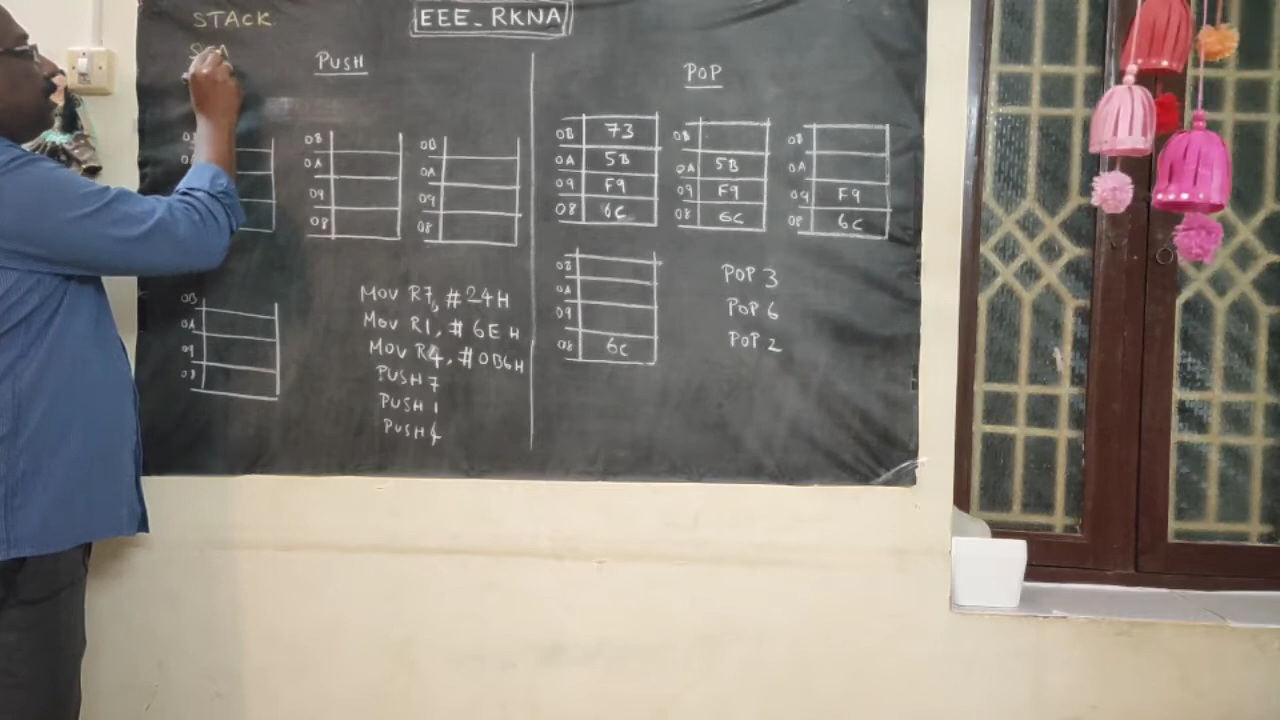 STACK
EEE_RKNA
PUSH
0B
0A
09
08
0B
0A
09
08
0B
0A
09
08
MOV R7, #24H
MOV R1, #6EH
MOV R4, #0B6H
PUSH 7
PUSH 1
PUSH 4
POP
0B 73
0A 5B
09 F9
08 6C
0B
0A 5B
09 F9
08 6C
0B
0A
09 F9
08 6C
0B
0A
09
08 6C
POP 3
POP 6
POP 2